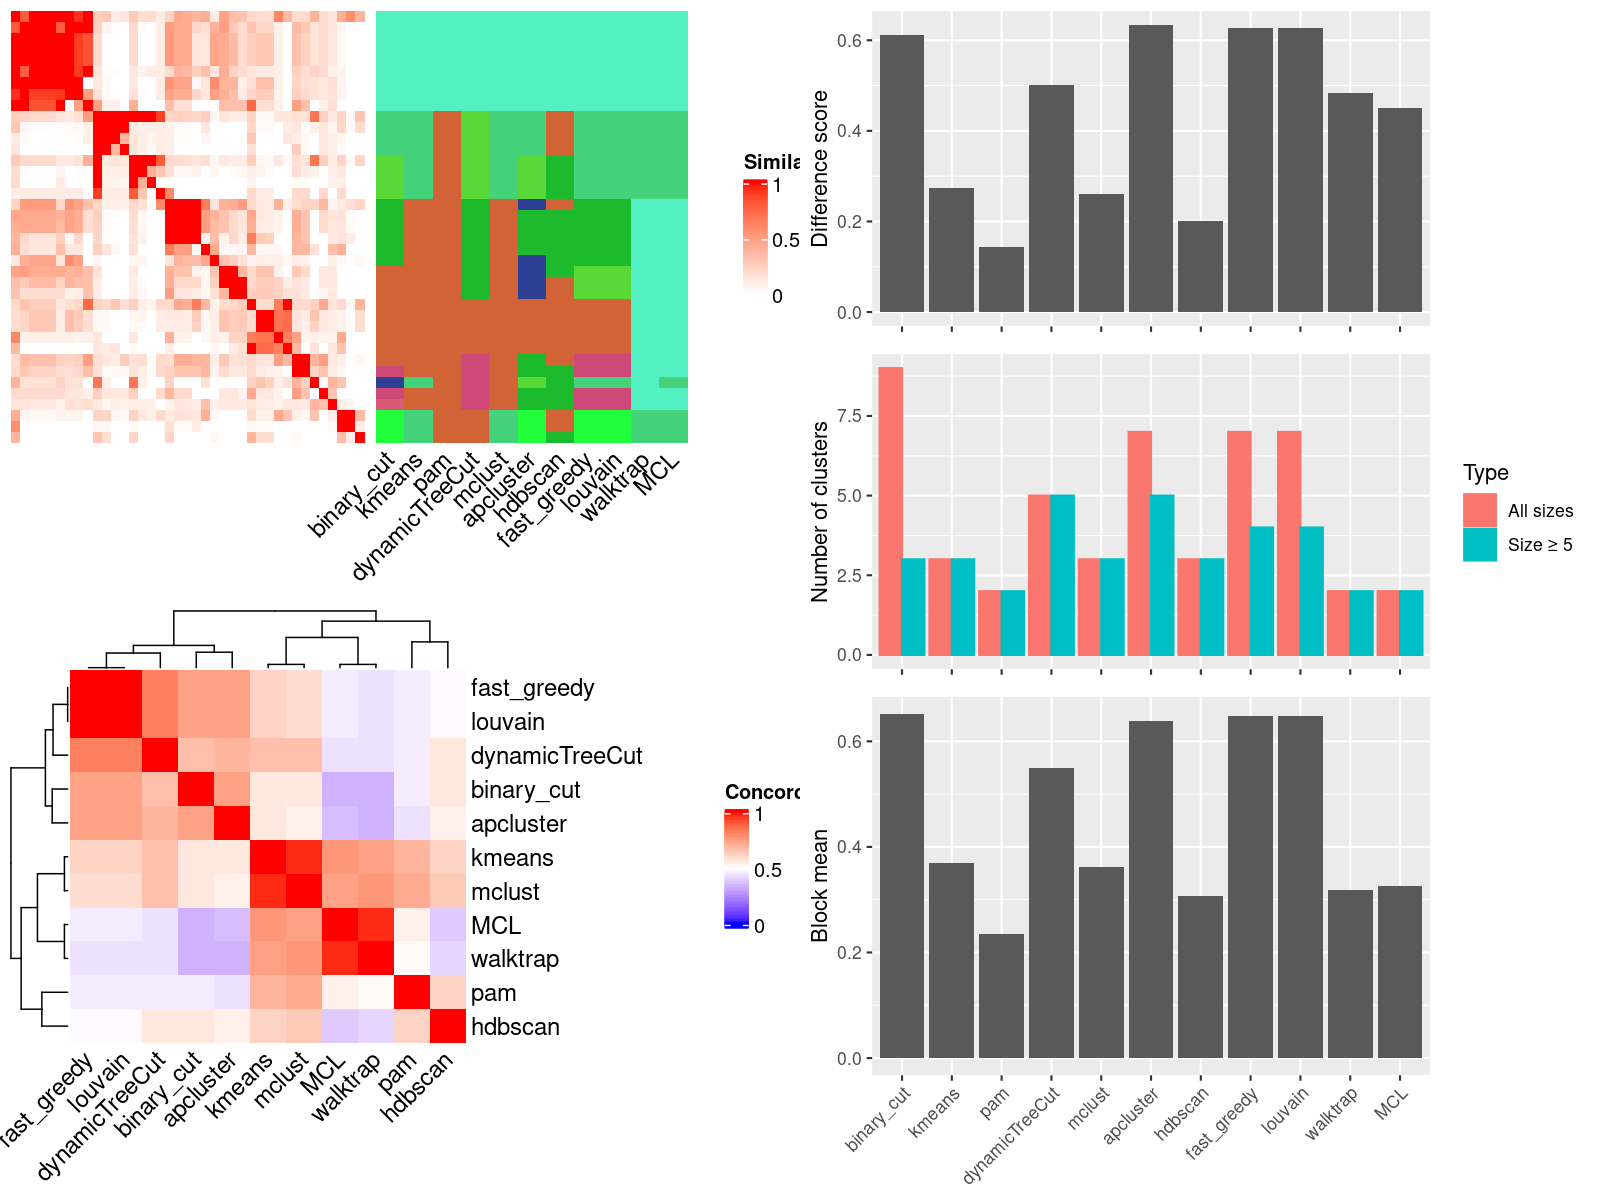 Simila
1
0.5
0
binary_cut
kmeans
pam
dynamicTreeCut
mclust
apcluster
hdbscan
fast_greedy
louvain
walktrap
MCL
fast_greedy
louvain
dynamicTreeCut
binary_cut
apcluster
kmeans
mclust
MCL
walktrap
pam
hdbscan
Concord
1
0.5
0
fast_greedy
louvain
dynamicTreeCut
binary_cut
apcluster
kmeans
mclust
MCL
walktrap
pam
hdbscan
Difference score
0.6
0.4
0.2
0.0
Number of clusters
7.5
5.0
2.5
0.0
Type
All sizes
Size ≥ 5
Block mean
0.6
0.4
0.2
0.0
binary_cut
kmeans
pam
dynamicTreeCut
mclust
apcluster
hdbscan
fast_greedy
louvain
walktrap
MCL